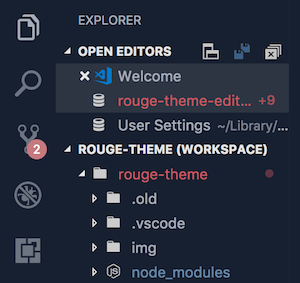 EXPLORER
OPEN EDITORS
Welcome
rouge-theme-edit... +9
User Settings ~/Library/...
2
ROUGE-THEME (WORKSPACE)
rouge-theme
.old
.vscode
img
JS node_modules